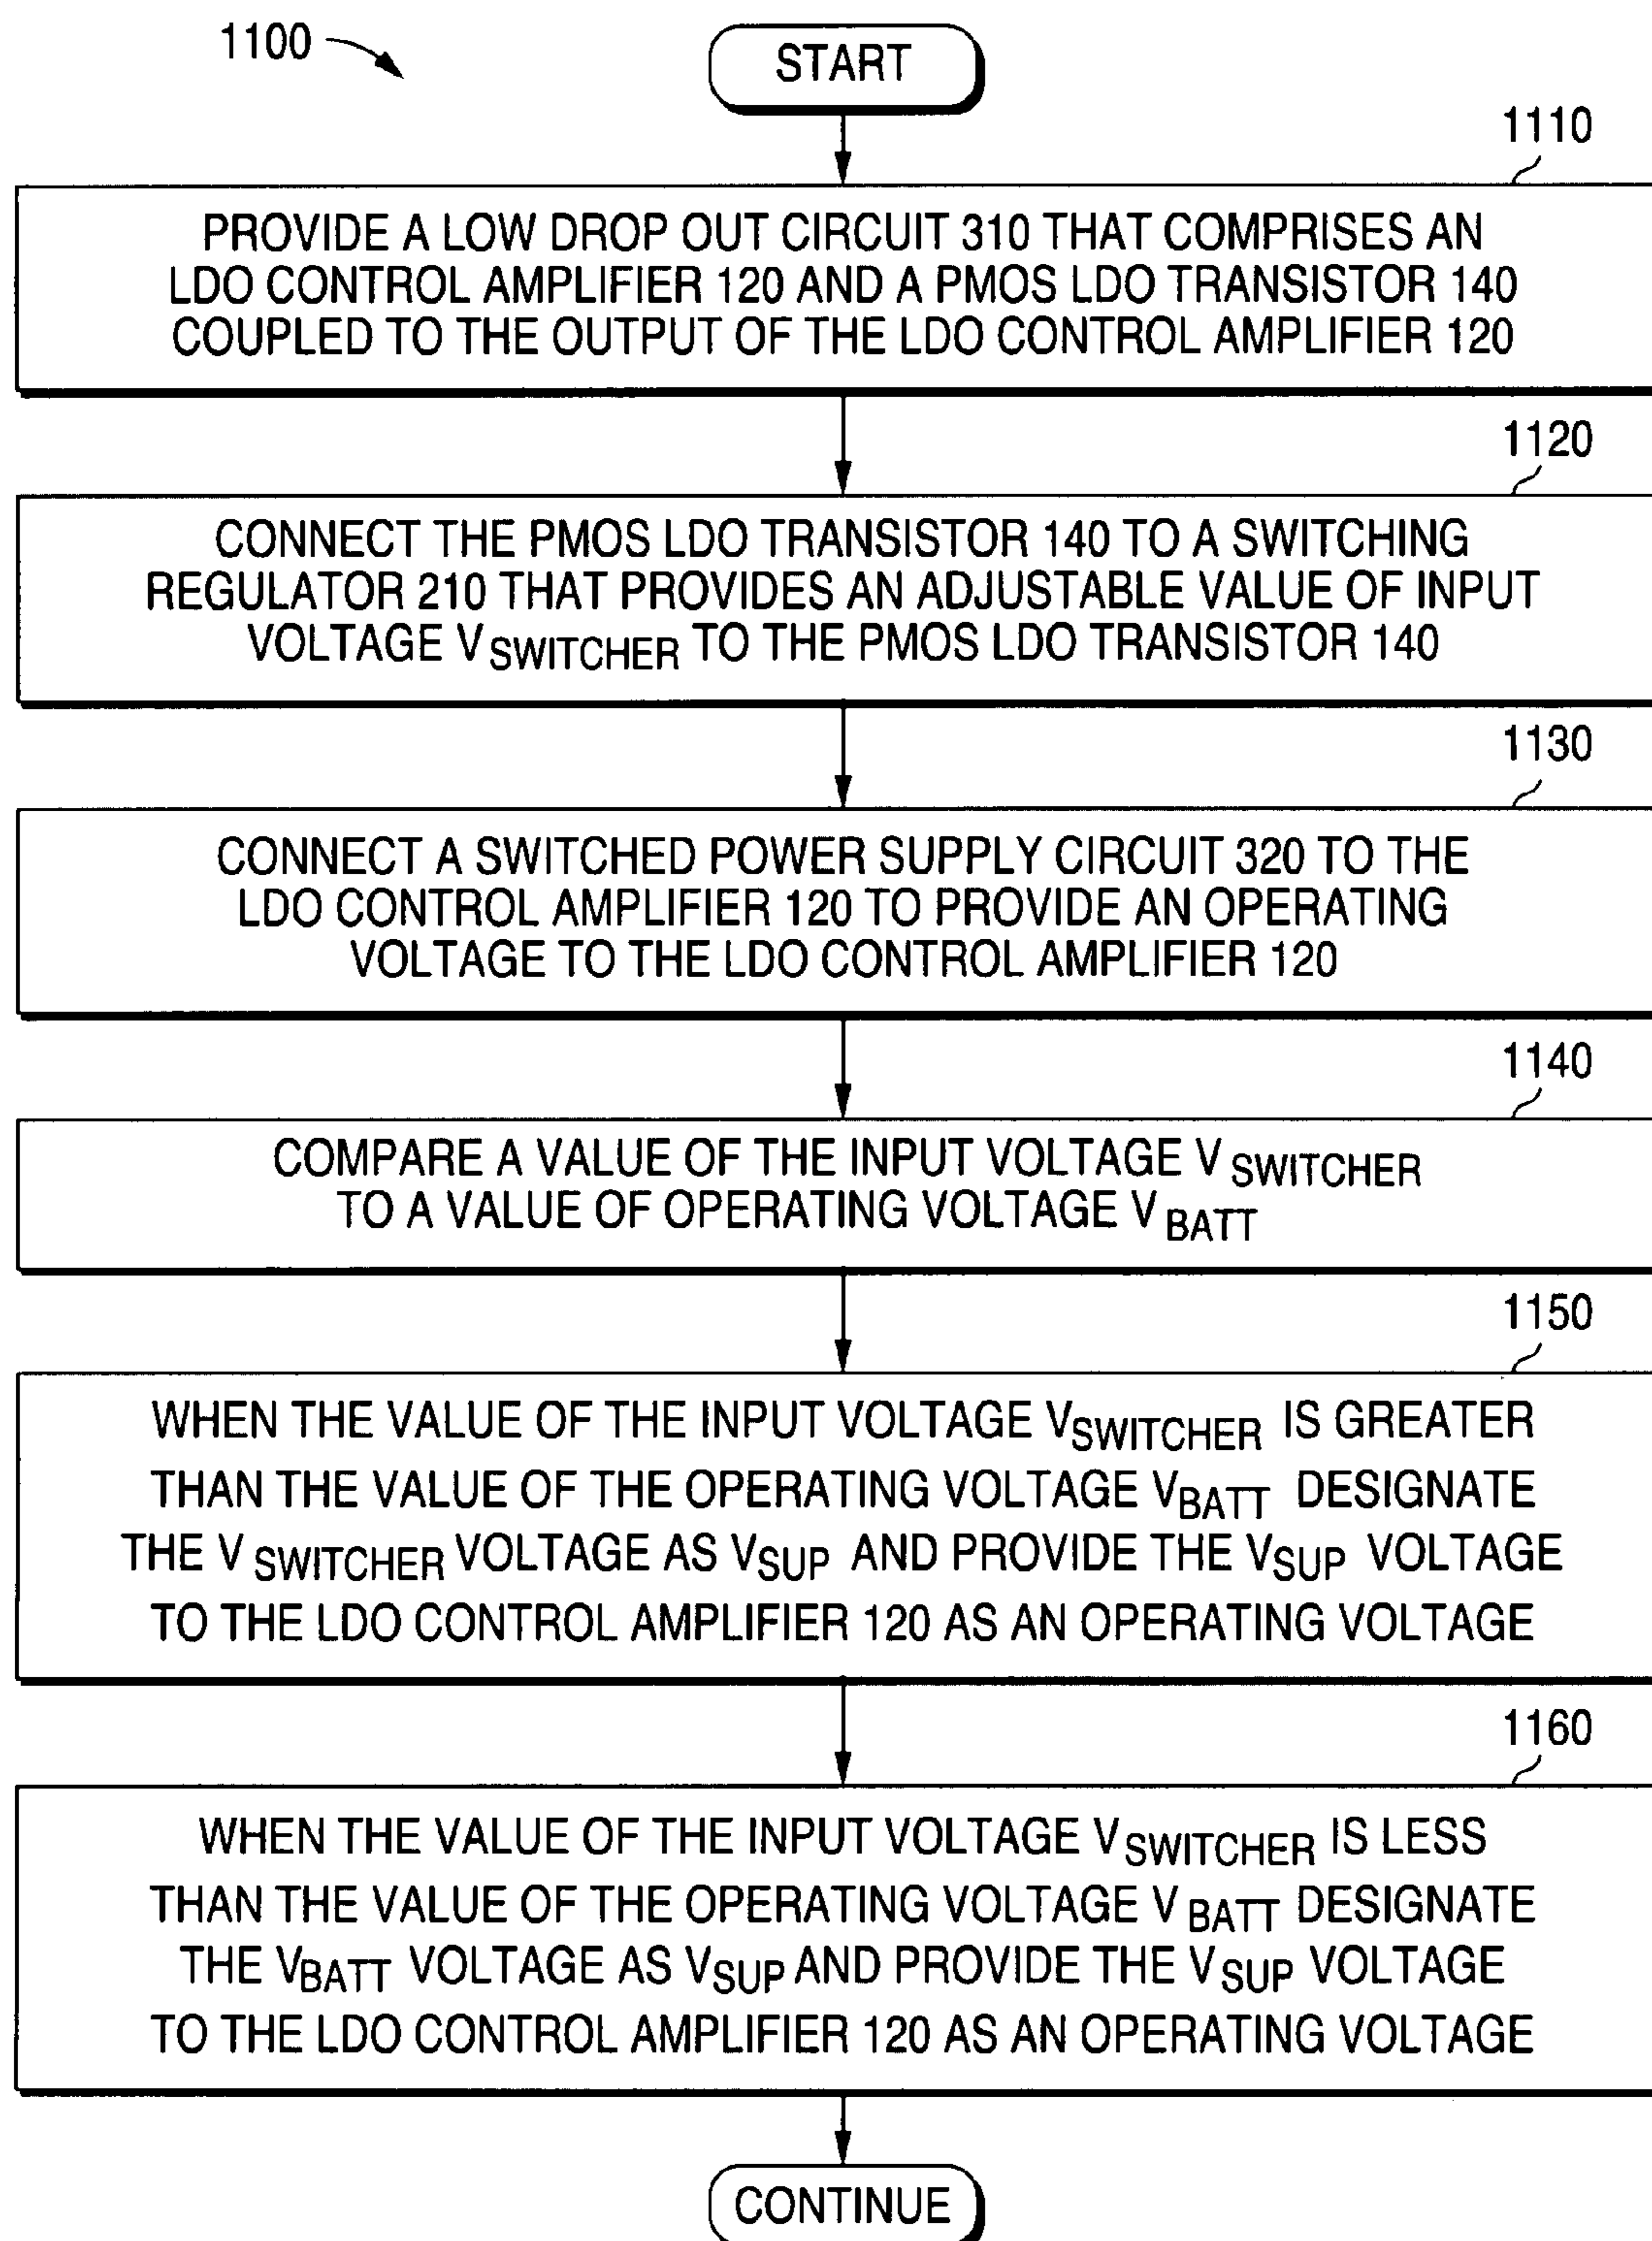 1100
START
1110
PROVIDE A LOW DROP OUT CIRCUIT 310 THAT COMPRISES AN
LDO CONTROL AMPLIFIER 120 AND A PMOS LDO TRANSISTOR 140
COUPLED TO THE OUTPUT OF THE LDO CONTROL AMPLIFIER 120
1120
CONNECT THE PMOS LDO TRANSISTOR 140 TO A SWITCHING
REGULATOR 210 THAT PROVIDES AN ADJUSTABLE VALUE OF INPUT
VOLTAGE V SWITCHER TO THE PMOS LDO TRANSISTOR 140
1130
CONNECT A SWITCHED POWER SUPPLY CIRCUIT 320 TO THE
LDO CONTROL AMPLIFIER 120 TO PROVIDE AN OPERATING
VOLTAGE TO THE LDO CONTROL AMPLIFIER 120
1140
COMPARE A VALUE OF THE INPUT VOLTAGE V SWITCHER
TO A VALUE OF OPERATING VOLTAGE V BATT
1150
WHEN THE VALUE OF THE INPUT VOLTAGE V SWITCHER IS GREATER
THAN THE VALUE OF THE OPERATING VOLTAGE V BATT DESIGNATE
THE V SWITCHER VOLTAGE AS V SUP AND PROVIDE THE V SUP VOLTAGE
TO THE LDO CONTROL AMPLIFIER 120 AS AN OPERATING VOLTAGE
1160
WHEN THE VALUE OF THE INPUT VOLTAGE V SWITCHER IS LESS
THAN THE VALUE OF THE OPERATING VOLTAGE V BATT DESIGNATE
THE V BATT VOLTAGE AS V SUP AND PROVIDE THE V SUP VOLTAGE
TO THE LDO CONTROL AMPLIFIER 120 AS AN OPERATING VOLTAGE
CONTINUE